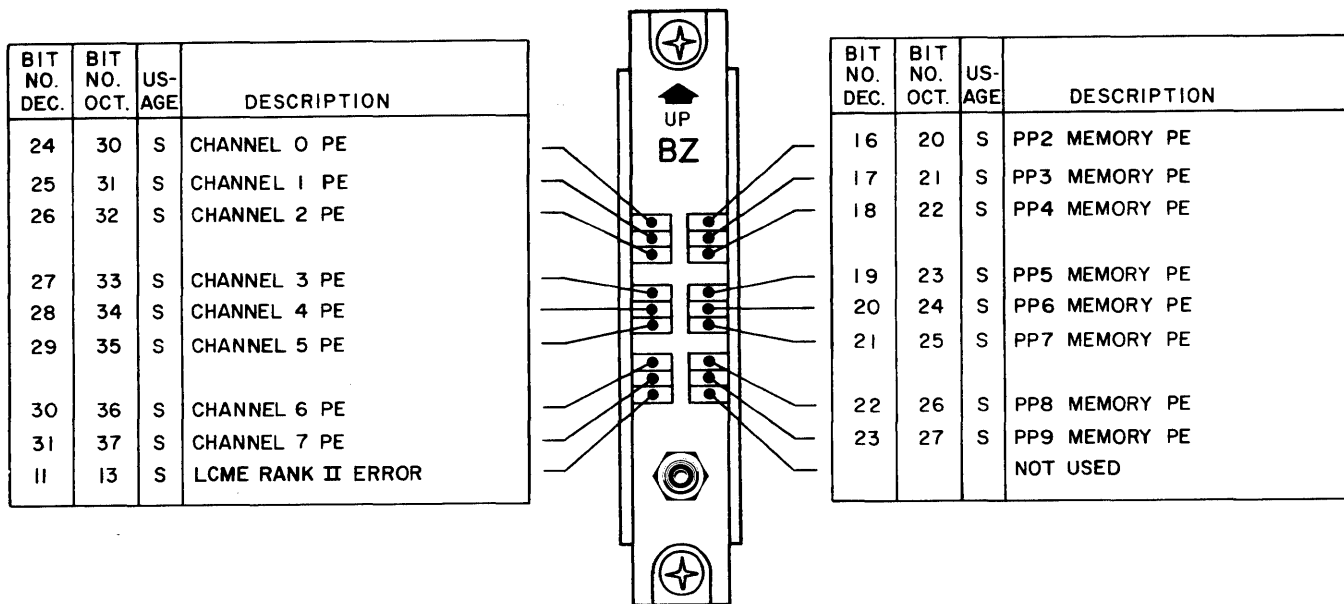 BIT NO. DEC. BIT NO. OCT. US-AGE DESCRIPTION
24 30 S CHANNEL 0 PE
25 31 S CHANNEL 1 PE
26 32 S CHANNEL 2 PE
27 33 S CHANNEL 3 PE
28 34 S CHANNEL 4 PE
29 35 S CHANNEL 5 PE
30 36 S CHANNEL 6 PE
31 37 S CHANNEL 7 PE
11 13 S LCME RANK II ERROR
UP
BZ
BIT NO. DEC. BIT NO. OCT. US-AGE DESCRIPTION
16 20 S PP2 MEMORY PE
17 21 S PP3 MEMORY PE
18 22 S PP4 MEMORY PE
19 23 S PP5 MEMORY PE
20 24 S PP6 MEMORY PE
21 25 S PP7 MEMORY PE
22 26 S PP8 MEMORY PE
23 27 S PP9 MEMORY PE
NOT USED